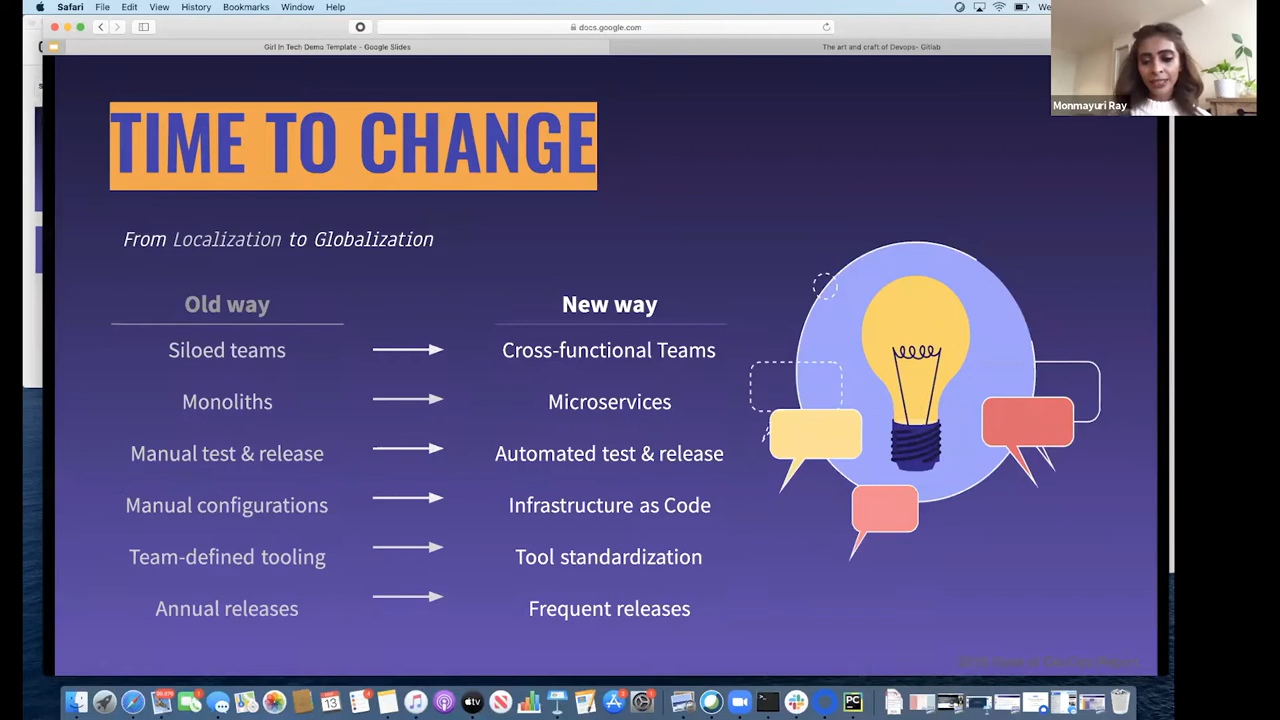 Safari File Edit View History Bookmarks Window Help
docs.google.com
Girl In Tech Demo Template - Google Slides
The art and craft of Devops- Gitlab
Monmayuri Ray
TIME TO CHANGE
From Localization to Globalization
Old way New way
Siloed teams Cross-functional Teams
Monoliths Microservices
Manual test & release Automated test & release
Manual configurations Infrastructure as Code
Team-defined tooling Tool standardization
Annual releases Frequent releases